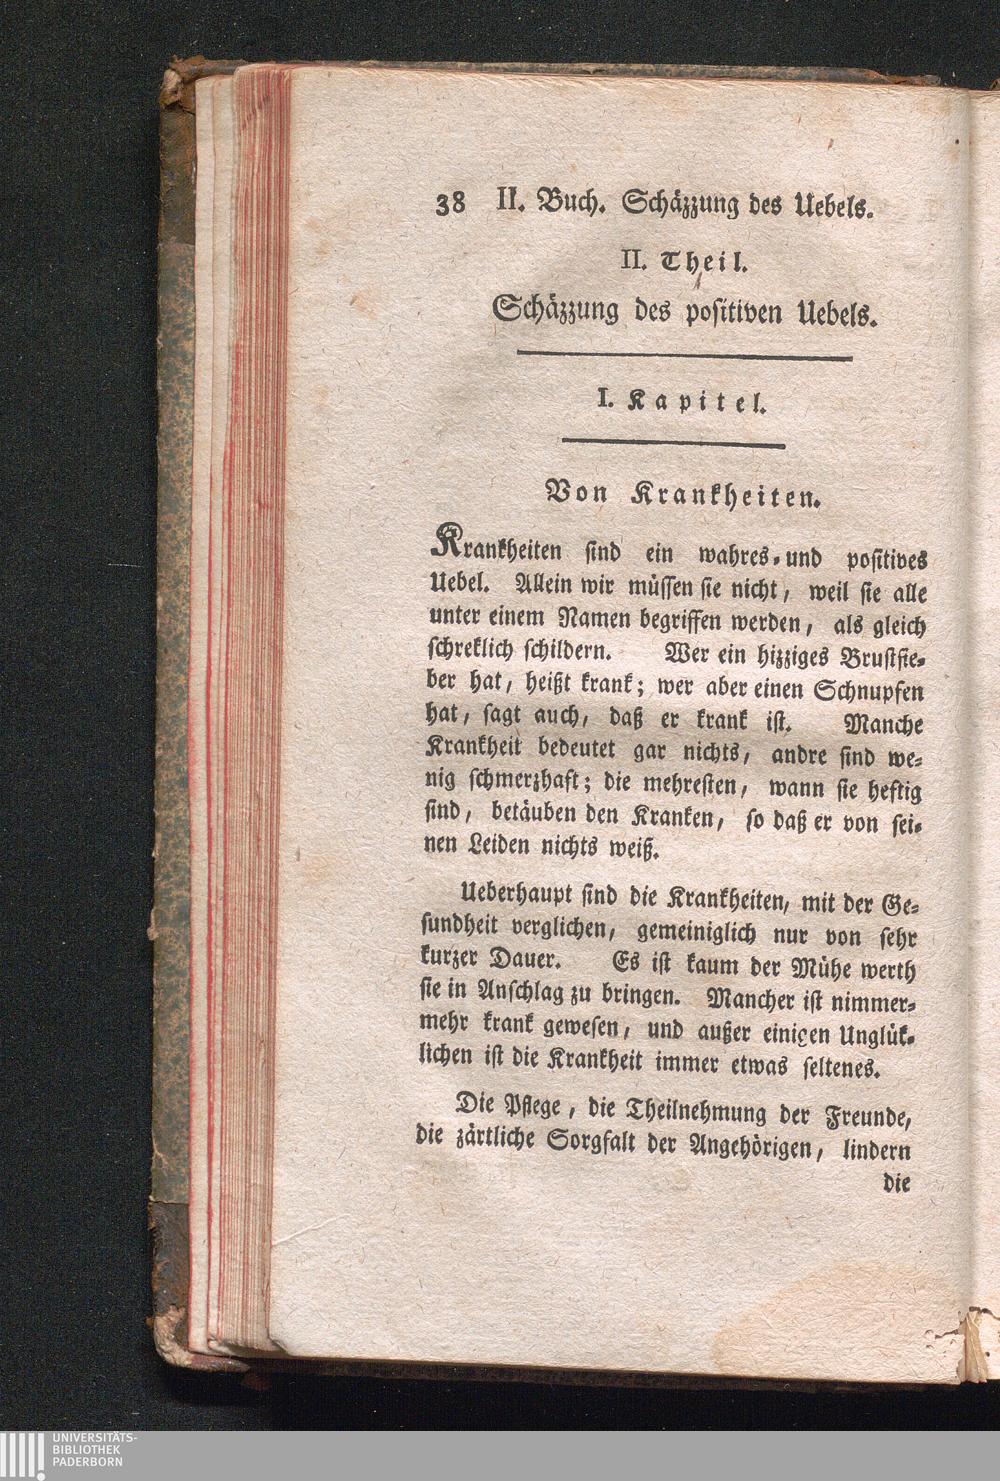 38 II. Buch. Schäzzung des Uebels.
II. Theil.
Schäzzung des positiven Uebels.
I. Kapitel.
Von Krankheiten.
Krankheiten sind ein wahres- und positives
Uebel. Allein wir müssen sie nicht, weil sie alle
unter einem Namen begriffen werden, als gleich
schreklich schildern. Wer ein hizziges Brustfie-
ber hat, heißt krank; wer aber einen Schnupfen
hat, sagt auch, daß er krank ist. Manche
Krankheit bedeutet gar nichts, andre sind we-
nig schmerzhaft; die mehresten, wann sie heftig
sind, betäuben den Kranken, so daß er von sei-
nen Leiden nichts weiß.
Ueberhaupt sind die Krankheiten, mit der Ge-
sundheit verglichen, gemeiniglich nur von sehr
kurzer Dauer. Es ist kaum der Mühe werth
sie in Anschlag zu bringen. Mancher ist nimmer-
mehr krank gewesen, und außer einigen Unglük-
lichen ist die Krankheit immer etwas seltenes.
Die Pflege, die Theilnehmung der Freunde,
die zärtliche Sorgfalt der Angehörigen, lindern
die
UNIVERSITÄTS-
BIBLIOTHEK
PADERBORN